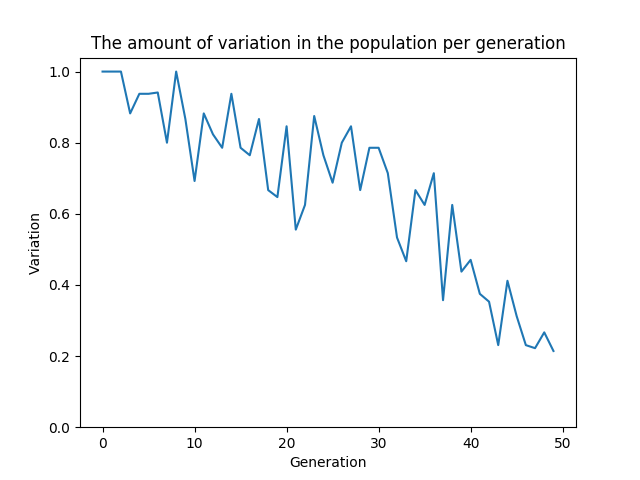 The amount of variation in the population per generation
1.0
0.8
0.6
0.4
0.2
0.0
Variation
0 10 20 30 40 50
Generation